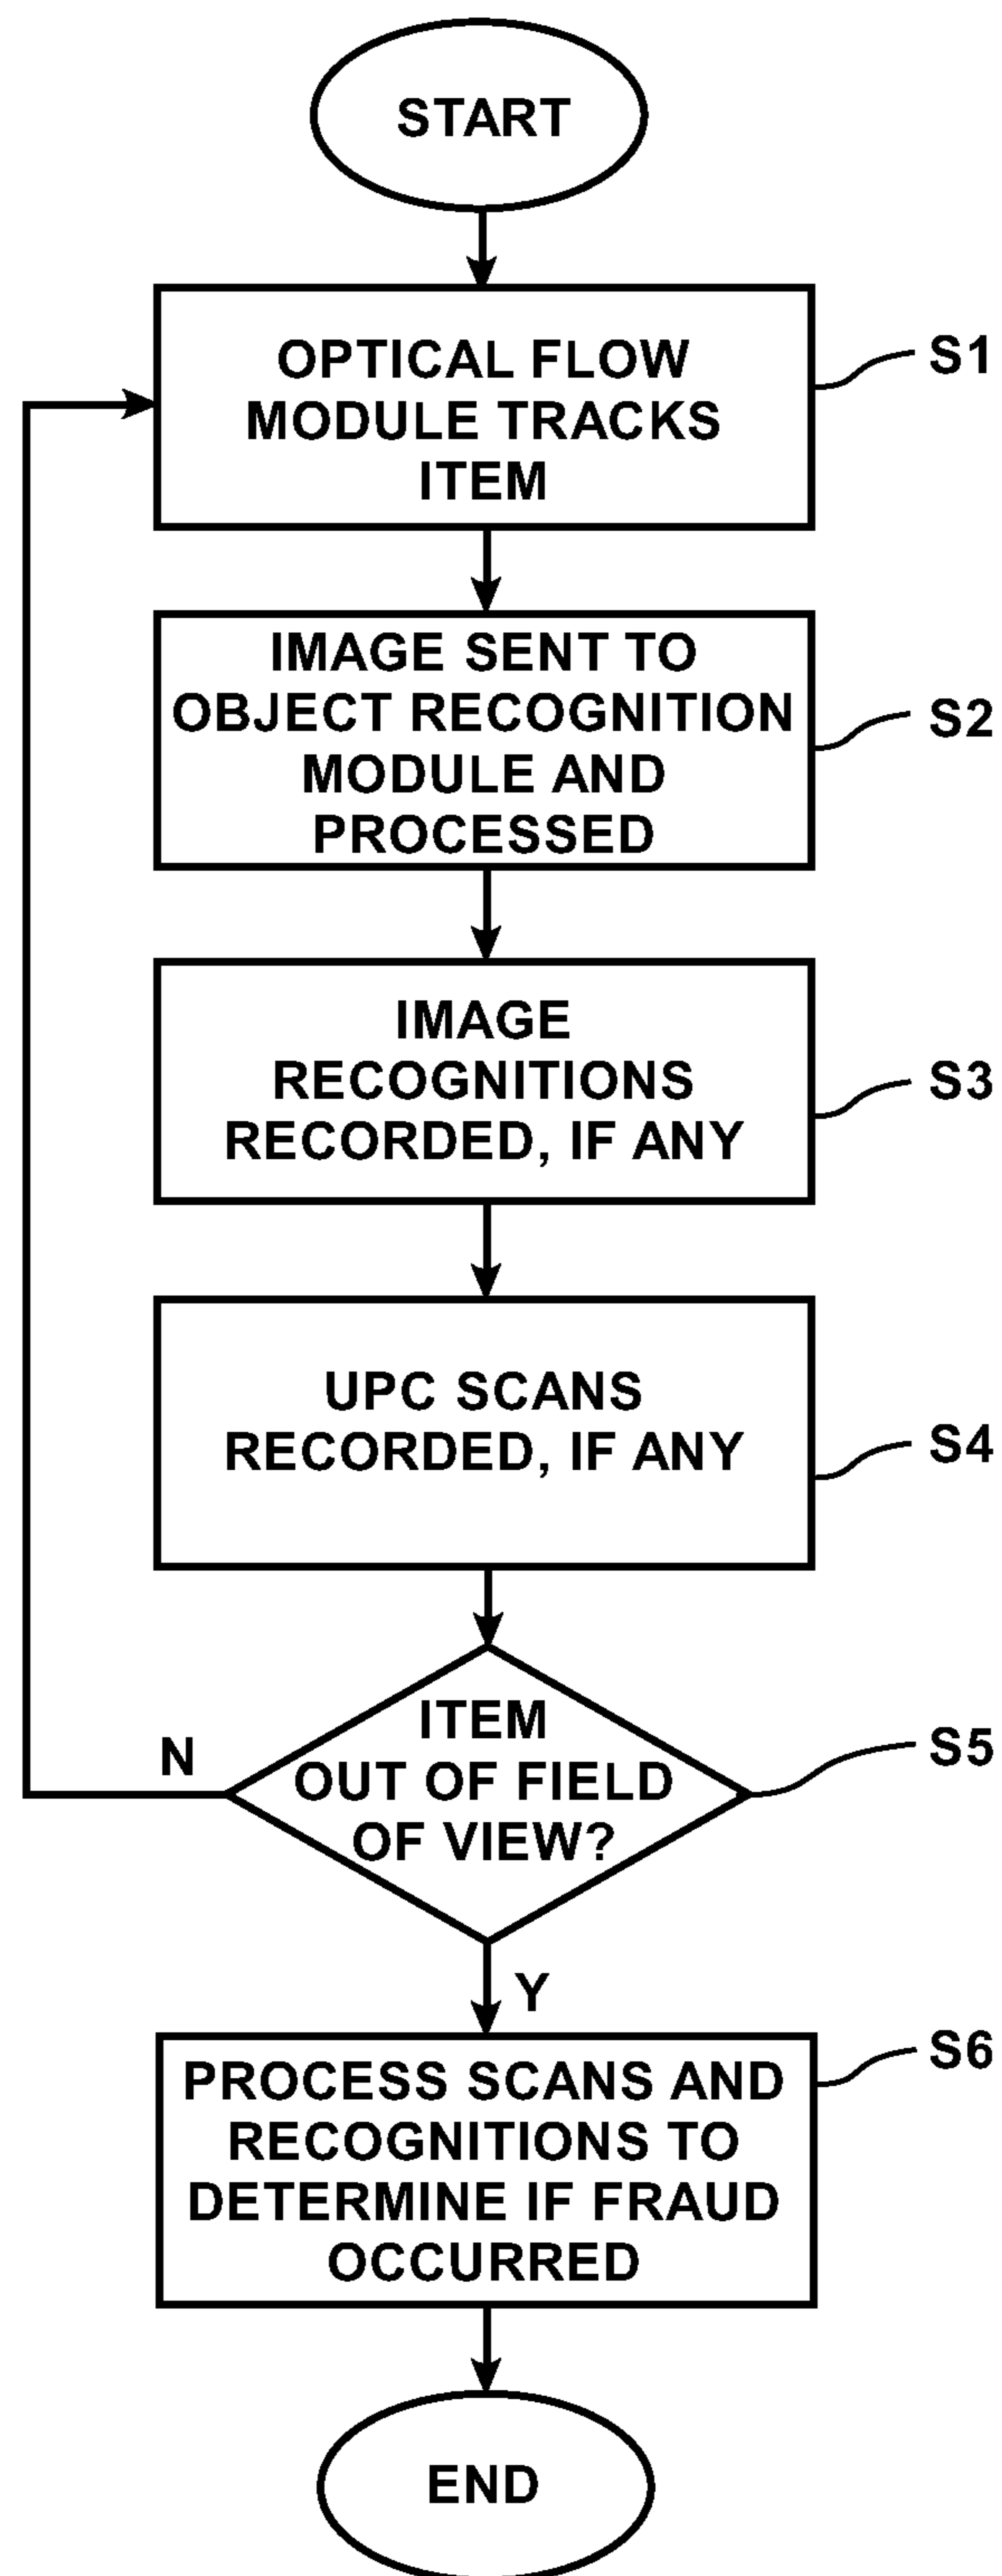 START
OPTICAL FLOW
MODULE TRACKS
ITEM
S1
IMAGE SENT TO
OBJECT RECOGNITION
MODULE AND
PROCESSED
S2
IMAGE
RECOGNITIONS
RECORDED, IF ANY
S3
UPC SCANS
RECORDED, IF ANY
S4
ITEM
OUT OF FIELD
OF VIEW?
S5
N
Y
PROCESS SCANS AND
RECOGNITIONS TO
DETERMINE IF FRAUD
OCCURRED
S6
END